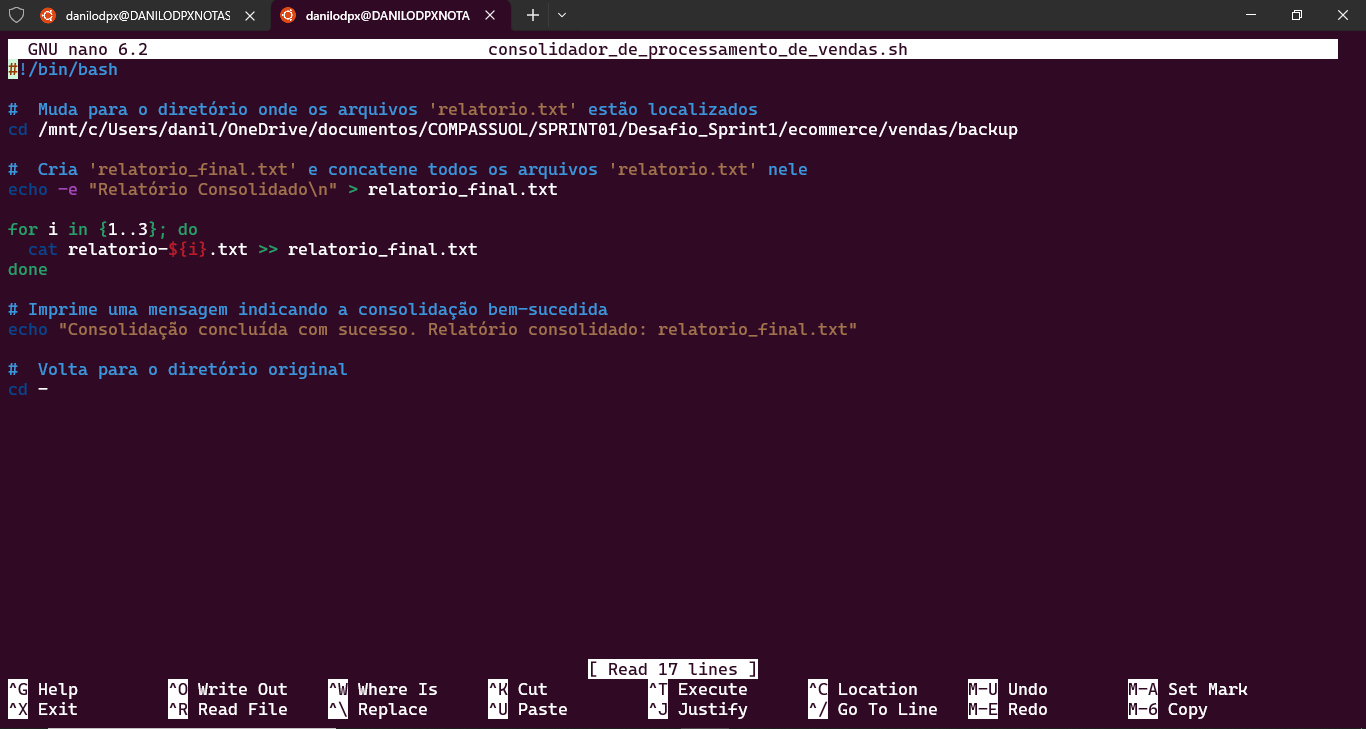 danilodpx@DANILODPXNOTAS
danilodpx@DANILODPXNOTA
GNU nano 6.2 consolidador_de_processamento_de_vendas.sh
#!/bin/bash
#  Muda para o diretório onde os arquivos 'relatorio.txt' estão localizados
cd /mnt/c/Users/danil/OneDrive/documentos/COMPASSUOL/SPRINT01/Desafio_Sprint1/ecommerce/vendas/backup
#  Cria 'relatorio_final.txt' e concatene todos os arquivos 'relatorio.txt' nele
echo -e "Relatório Consolidado\n" > relatorio_final.txt
for i in {1..3}; do
  cat relatorio-${i}.txt >> relatorio_final.txt
done
# Imprime uma mensagem indicando a consolidação bem-sucedida
echo "Consolidação concluída com sucesso. Relatório consolidado: relatorio_final.txt"
#  Volta para o diretório original
cd -
[ Read 17 lines ]
^G Help ^O Write Out ^W Where Is ^K Cut ^T Execute ^C Location M-U Undo M-A Set Mark
^X Exit ^R Read File ^\ Replace ^U Paste ^J Justify ^/ Go To Line M-E Redo M-6 Copy